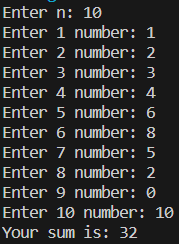 Enter n: 10
Enter 1 number: 1
Enter 2 number: 2
Enter 3 number: 3
Enter 4 number: 4
Enter 5 number: 6
Enter 6 number: 8
Enter 7 number: 5
Enter 8 number: 2
Enter 9 number: 0
Enter 10 number: 10
Your sum is: 32